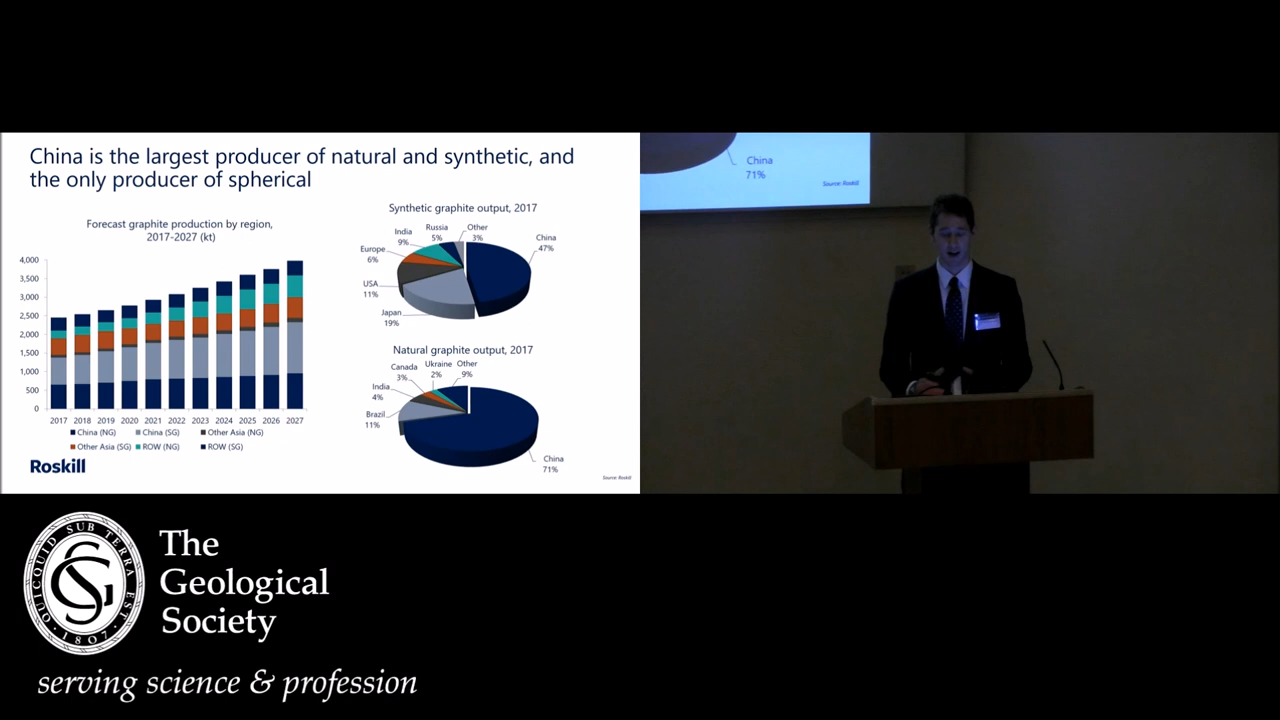 China is the largest producer of natural and synthetic, and
the only producer of spherical
Forecast graphite production by region,
2017-2027 (kt)
4,000
3,500
3,000
2,500
2,000
1,500
1,000
500
0
2017 2018 2019 2020 2021 2022 2023 2024 2025 2026 2027
China (NG) China (SG) Other Asia (NG)
Other Asia (SG) ROW (NG) ROW (SG)
Roskill
Synthetic graphite output, 2017
China
47%
Japan
19%
USA
11%
Europe
6%
India
9%
Russia
5%
Other
3%
Natural graphite output, 2017
China
71%
Brazil
11%
India
4%
Canada
3%
Ukraine
2%
Other
9%
Source: Roskill
China
71%
Source: Roskill
QUICQUID SUB TERRA EST
1807
The
Geological
Society
serving science & profession